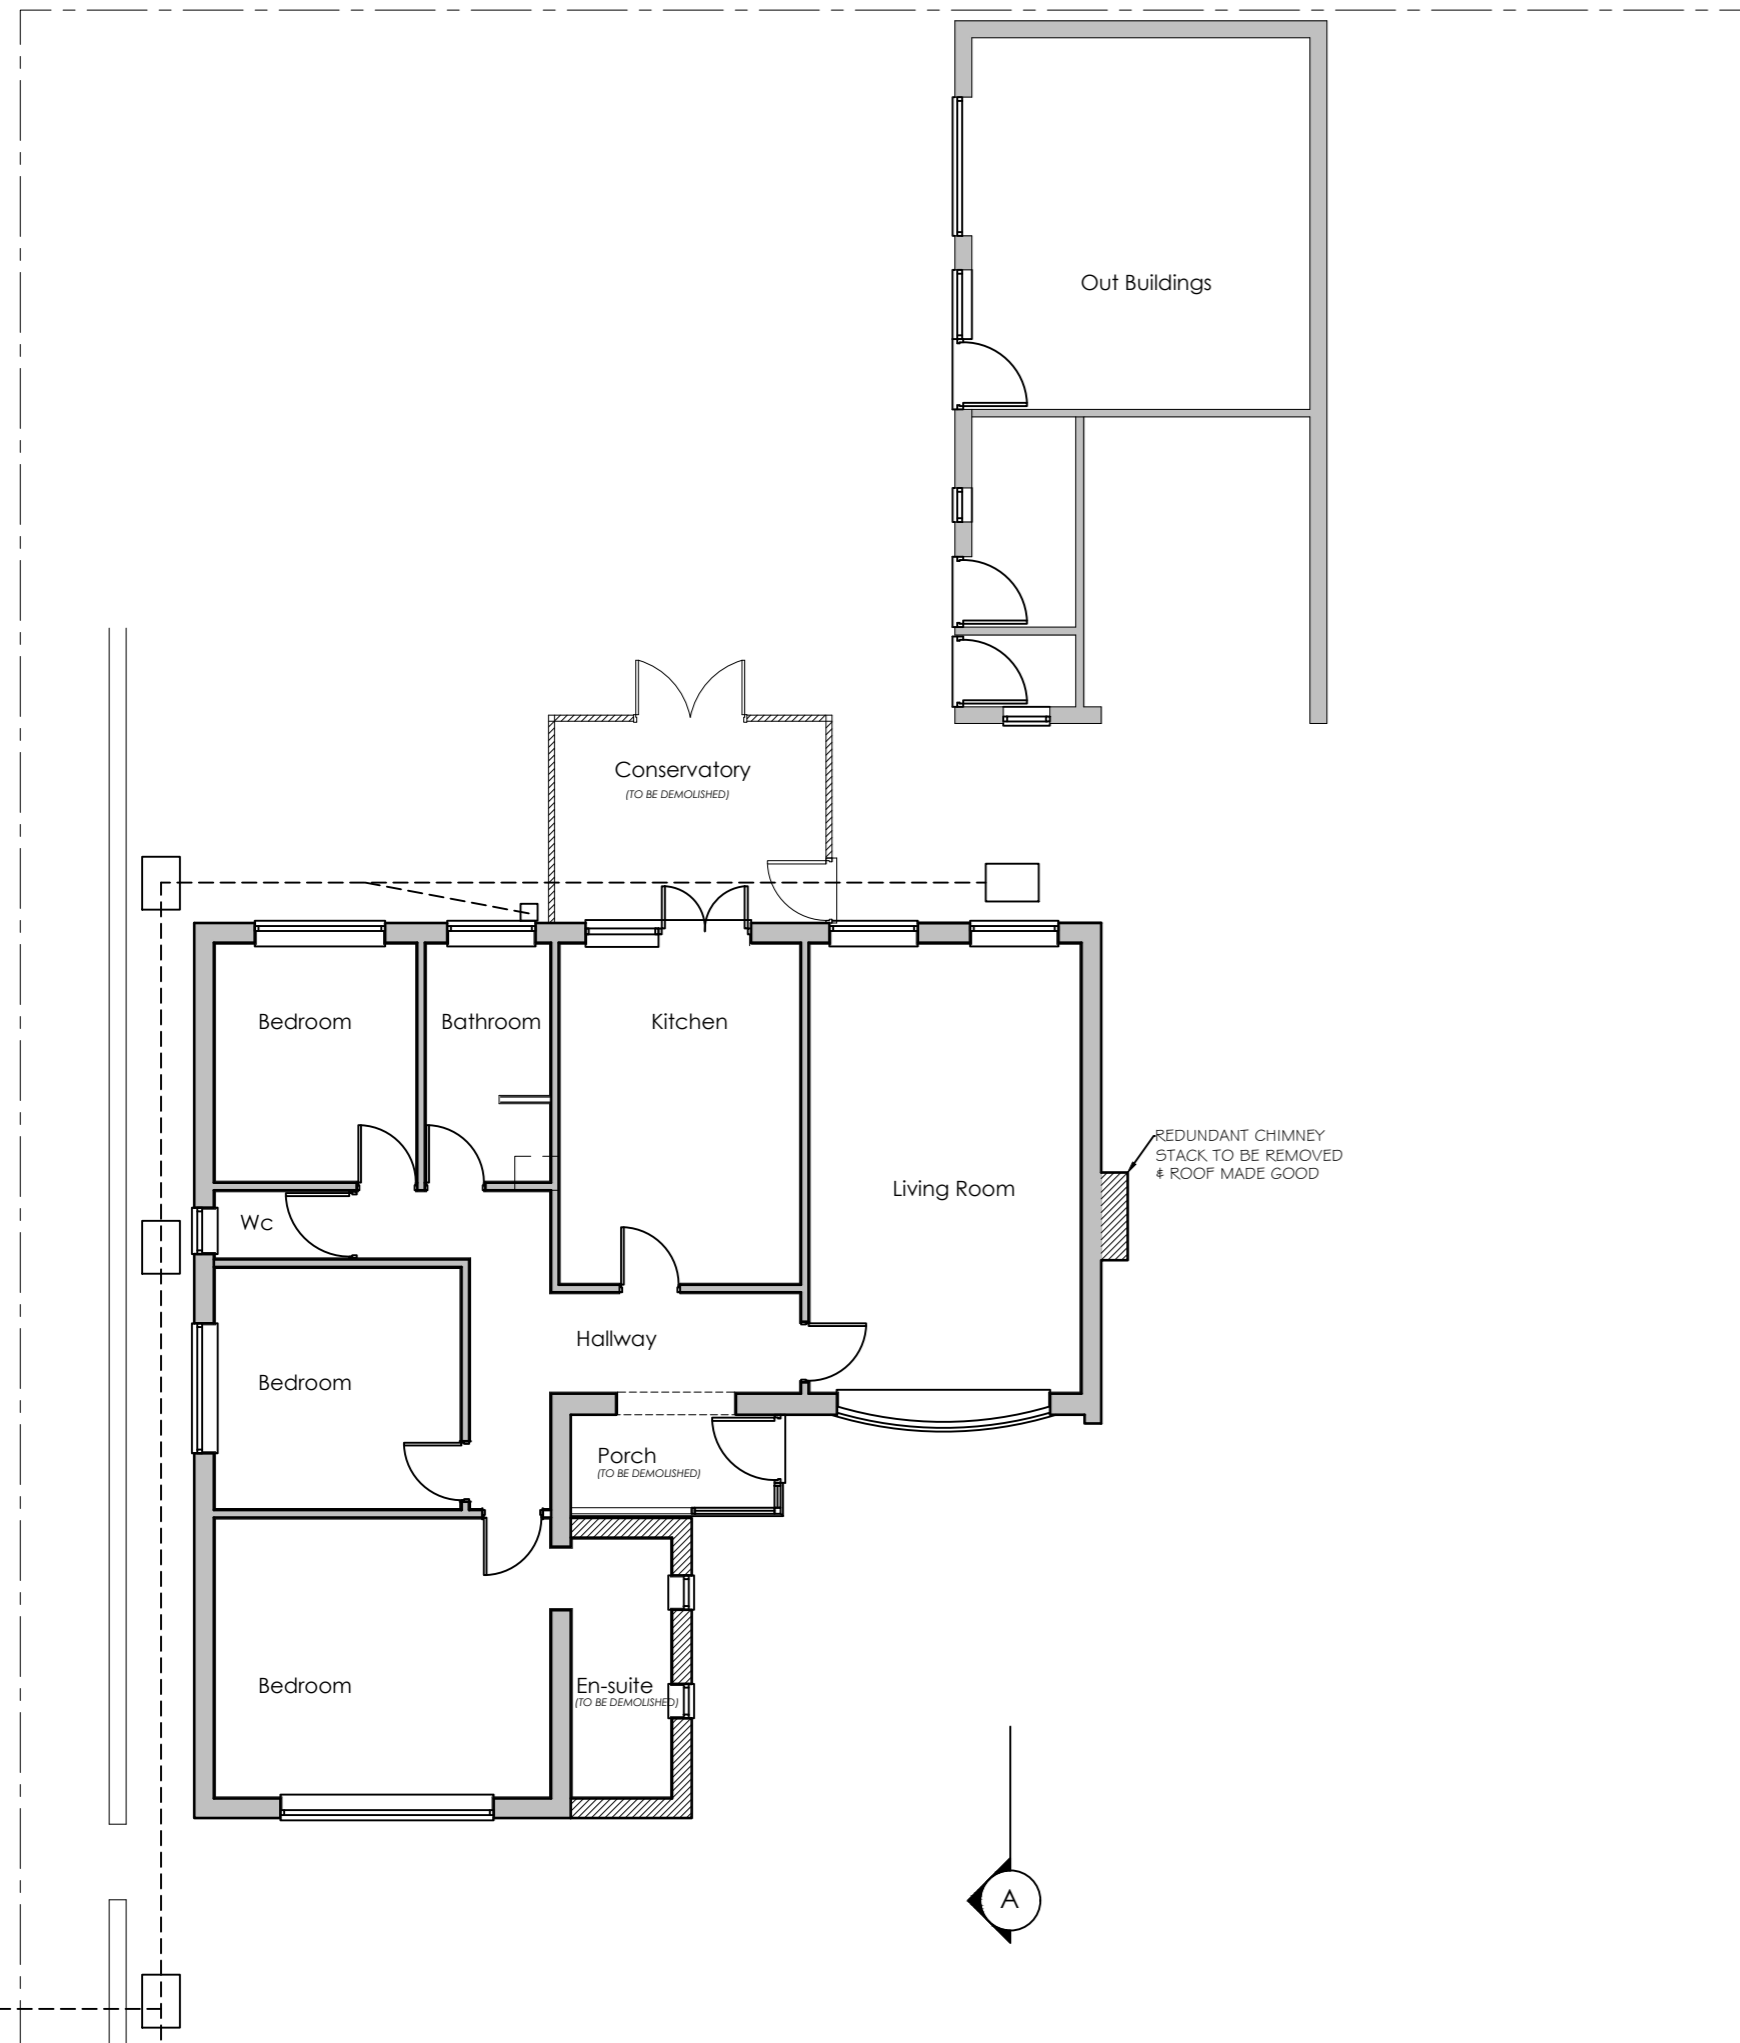 Out Buildings
Conservatory
(TO BE DEMOLISHED)
Bedroom
Bathroom
Kitchen
REDUNDANT CHIMNEY
STACK TO BE REMOVED
& ROOF MADE GOOD
Living Room
Wc
Hallway
Bedroom
Porch
(TO BE DEMOLISHED)
Bedroom
En-suite
(TO BE DEMOLISHED)
A